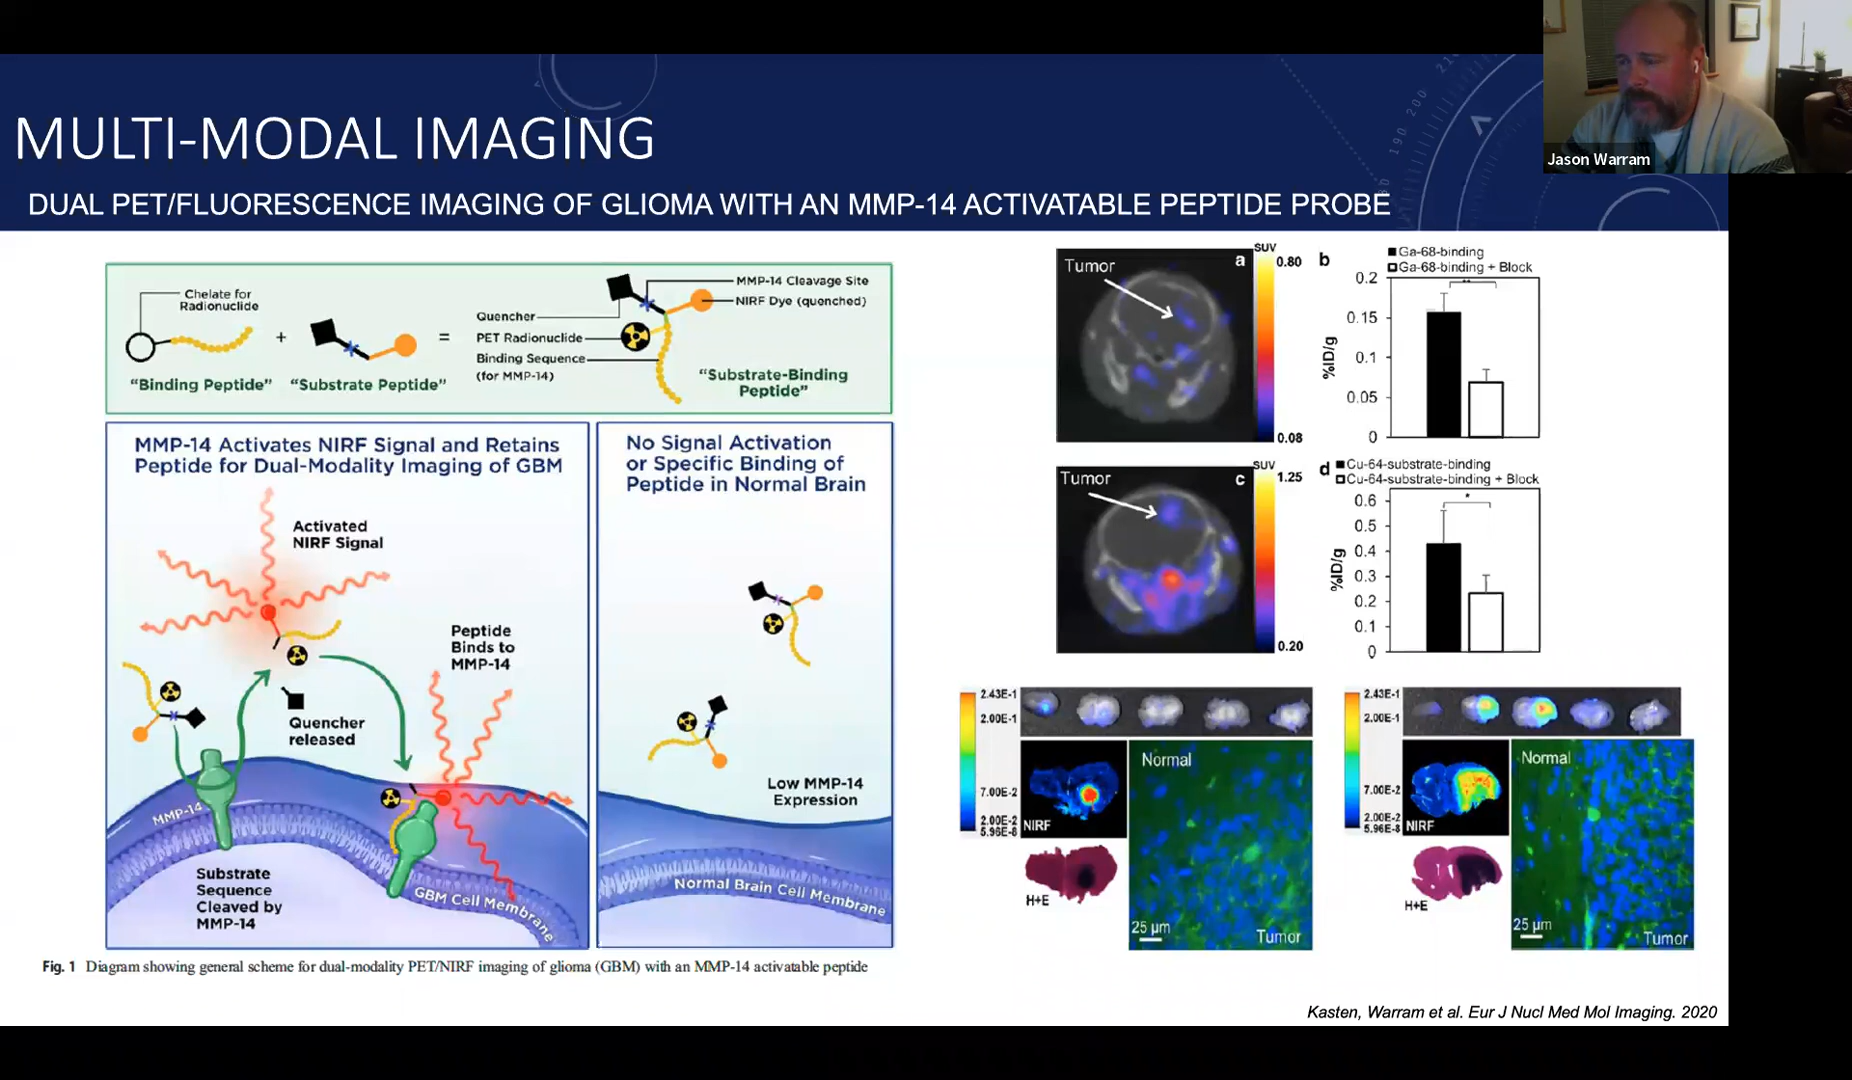 Jason Warram
MULTI-MODAL IMAGING
DUAL PET/FLUORESCENCE IMAGING OF GLIOMA WITH AN MMP-14 ACTIVATABLE PEPTIDE PROBE
190 200
Chelate for
Radionuclide
+
=
"Binding Peptide"
"Substrate Peptide"
Quencher
PET Radionuclide
Binding Sequence
(for MMP-14)
MMP-14 Cleavage Site
NIRF Dye (quenched)
"Substrate-Binding
Peptide"
MMP-14 Activates NIRF Signal and Retains
Peptide for Dual-Modality Imaging of GBM
Activated
NIRF Signal
Peptide
Binds to
MMP-14
Quencher
released
MMP-14
Substrate
Sequence
Cleaved by
MMP-14
GBM Cell Membrane
No Signal Activation
or Specific Binding of
Peptide in Normal Brain
Low MMP-14
Expression
Normal Brain Cell Membrane
Fig. 1 Diagram showing general scheme for dual-modality PET/NIRF imaging of glioma (GBM) with an MMP-14 activatable peptide
Tumor
a
SUV
0.80
0.08
b
Ga-68-binding
Ga-68-binding + Block
%ID/g
0.2
0.15
0.1
0.05
0
**
Tumor
c
SUV
1.25
0.20
d
Cu-64-substrate-binding
Cu-64-substrate-binding + Block
%ID/g
0.6
0.5
0.4
0.3
0.2
0.1
0
*
2.43E-1
2.00E-1
7.00E-2
2.00E-2
5.96E-8
NIRF
H+E
Normal
25 µm
Tumor
2.43E-1
2.00E-1
7.00E-2
2.00E-2
5.96E-8
NIRF
H+E
Normal
25 µm
Tumor
Kasten, Warram et al. Eur J Nucl Med Mol Imaging. 2020